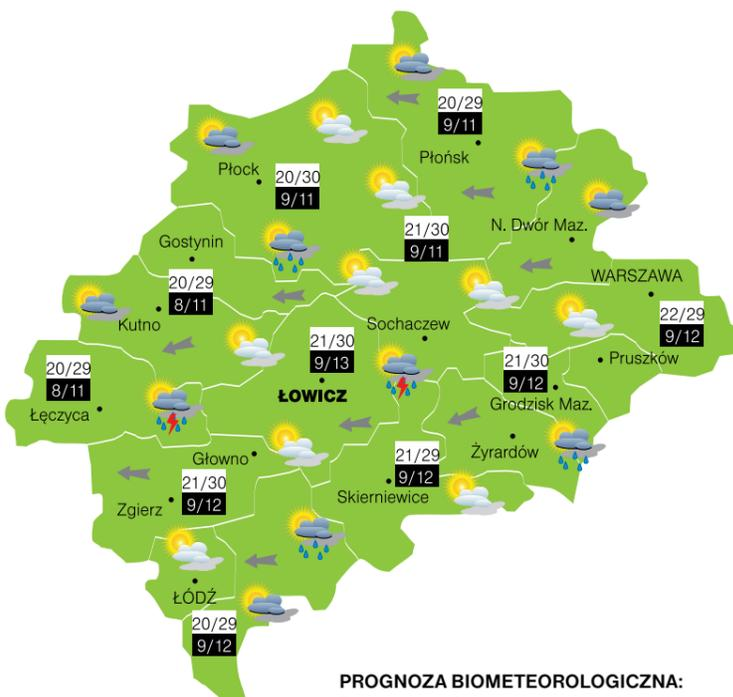 20/29
9/11
Płońsk
Płock
20/30
9/11
21/30
9/11
N. Dwór Maz.
Gostynin
WARSZAWA
20/29
8/11
Kutno
22/29
9/12
Sochaczew
21/30
9/13
ŁOWICZ
Pruszków
21/30
9/12
Grodzisk Maz.
20/29
8/11
Łęczyca
Żyrardów
Głowno
21/29
9/12
Skierniewice
21/30
9/12
Zgierz
ŁÓDŹ
20/29
9/12
PROGNOZA BIOMETEOROLOGICZNA: